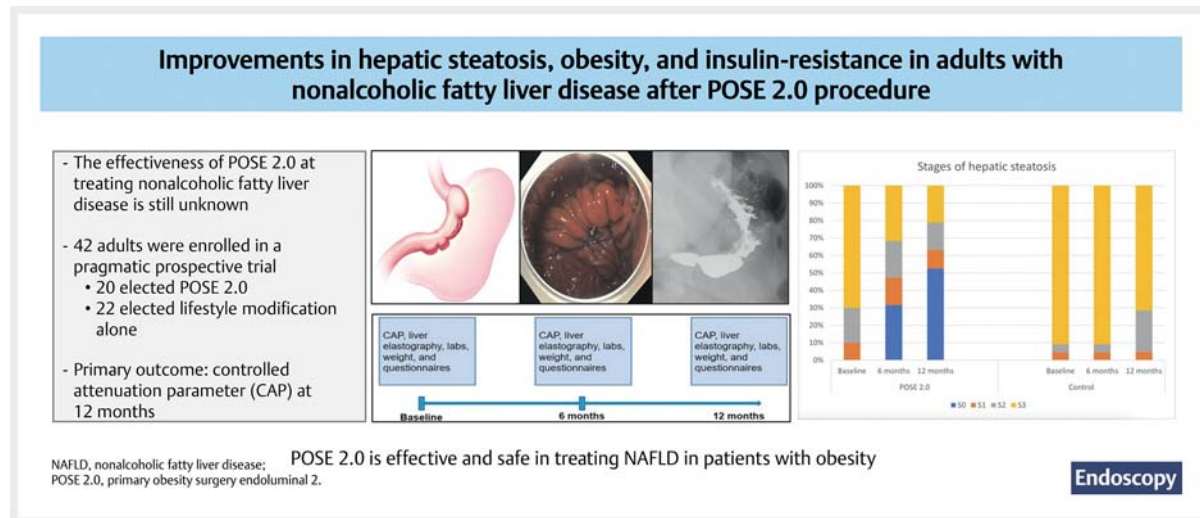 Improvements in hepatic steatosis, obesity, and insulin-resistance in adults with
nonalcoholic fatty liver disease after POSE 2.0 procedure
- The effectiveness of POSE 2.0 at
treating nonalcoholic fatty liver
disease is still unknown
- 42 adults were enrolled in a
pragmatic prospective trial
• 20 elected POSE 2.0
• 22 elected lifestyle modification
alone
- Primary outcome: controlled
attenuation parameter (CAP) at
12 months
CAP, liver
elastography, labs,
weight, and
questionnaires
CAP, liver
elastography, labs,
weight, and
questionnaires
CAP, liver
elastography, labs,
weight, and
questionnaires
Baseline
6 months
12 months
Stages of hepatic steatosis
100%
90%
80%
70%
60%
50%
40%
30%
20%
10%
0%
Baseline 6 months 12 months Baseline 6 months 12 months
POSE 2.0 Control
S0 S1 S2 S3
NAFLD, nonalcoholic fatty liver disease;
POSE 2.0, primary obesity surgery endoluminal 2.
POSE 2.0 is effective and safe in treating NAFLD in patients with obesity
Endoscopy